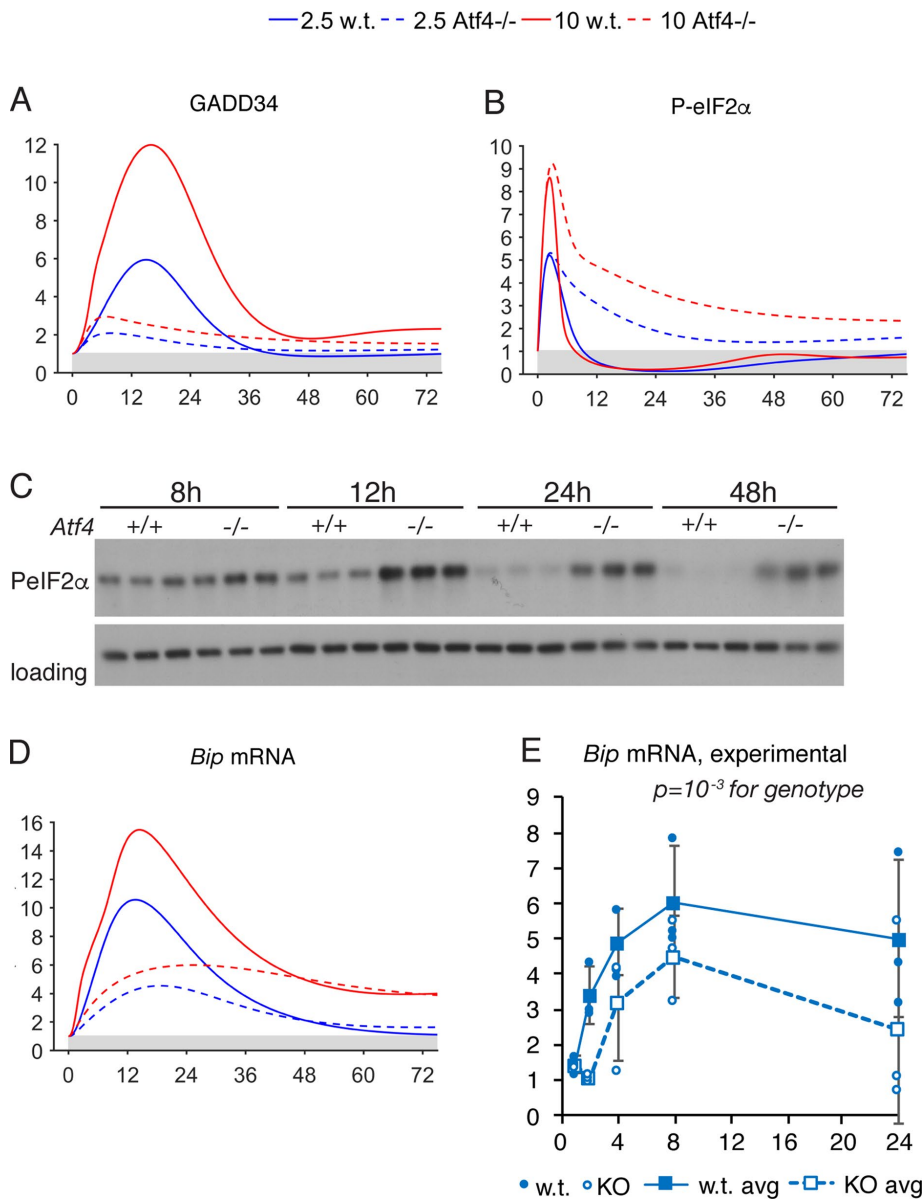 2.5 w.t. 2.5 Atf4-/- 10 w.t. 10 Atf4-/-
A
GADD34
12
10
8
6
4
2
0
0 12 24 36 48 60 72
B
P-eIF2α
10
9
8
7
6
5
4
3
2
1
0
0 12 24 36 48 60 72
C
8h 12h 24h 48h
Atf4 +/+ -/- +/+ -/- +/+ -/- +/+ -/-
PeIF2α
loading
D
Bip mRNA
16
14
12
10
8
6
4
2
0
0 12 24 36 48 60 72
E
Bip mRNA, experimental
p=10⁻³ for genotype
9
8
7
6
5
4
3
2
1
0
0 4 8 12 16 20 24
w.t. KO w.t. avg KO avg